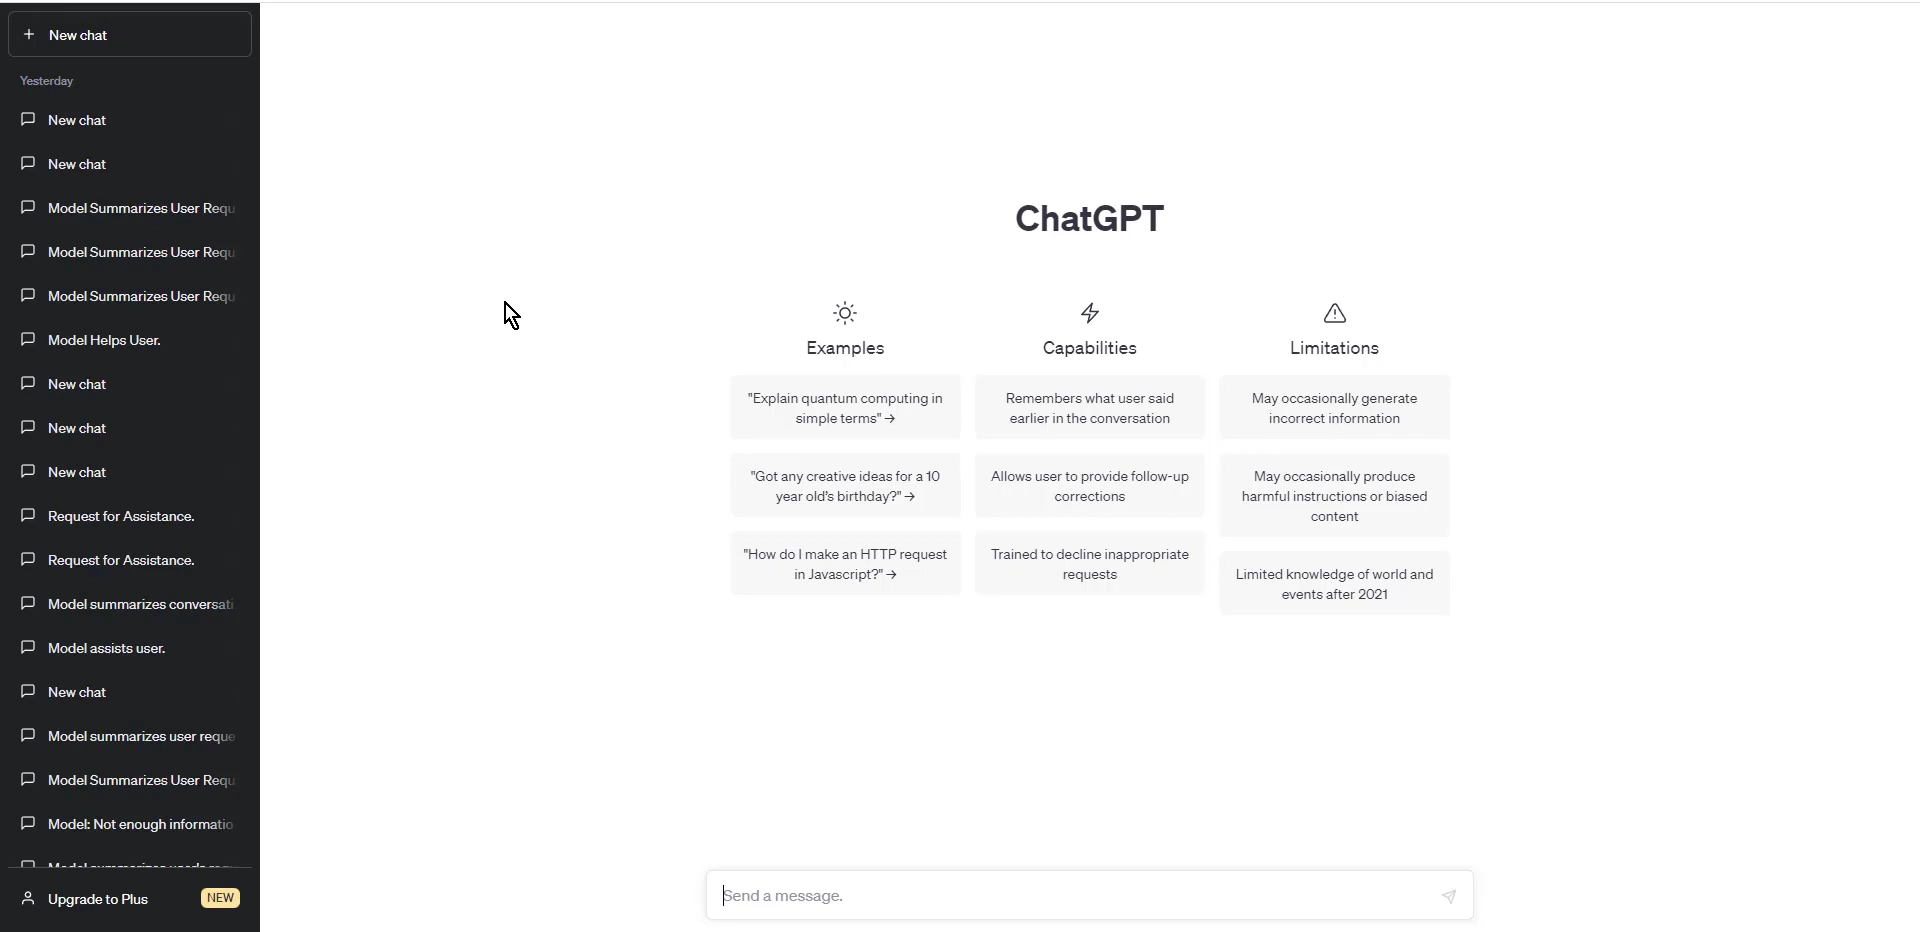 New chat
Yesterday
New chat
New chat
Model Summarizes User Requ
Model Summarizes User Requ
Model Summarizes User Requ
Model Helps User.
New chat
New chat
New chat
Request for Assistance.
Request for Assistance.
Model summarizes conversati
Model assists user.
New chat
Model summarizes user reque
Model Summarizes User Requ
Model: Not enough informatio
Upgrade to Plus
NEW
ChatGPT
Examples
"Explain quantum computing in
simple terms" →
"Got any creative ideas for a 10
year old's birthday?" →
"How do I make an HTTP request
in Javascript?" →
Capabilities
Remembers what user said
earlier in the conversation
Allows user to provide follow-up
corrections
Trained to decline inappropriate
requests
Limitations
May occasionally generate
incorrect information
May occasionally produce
harmful instructions or biased
content
Limited knowledge of world and
events after 2021
Send a message.